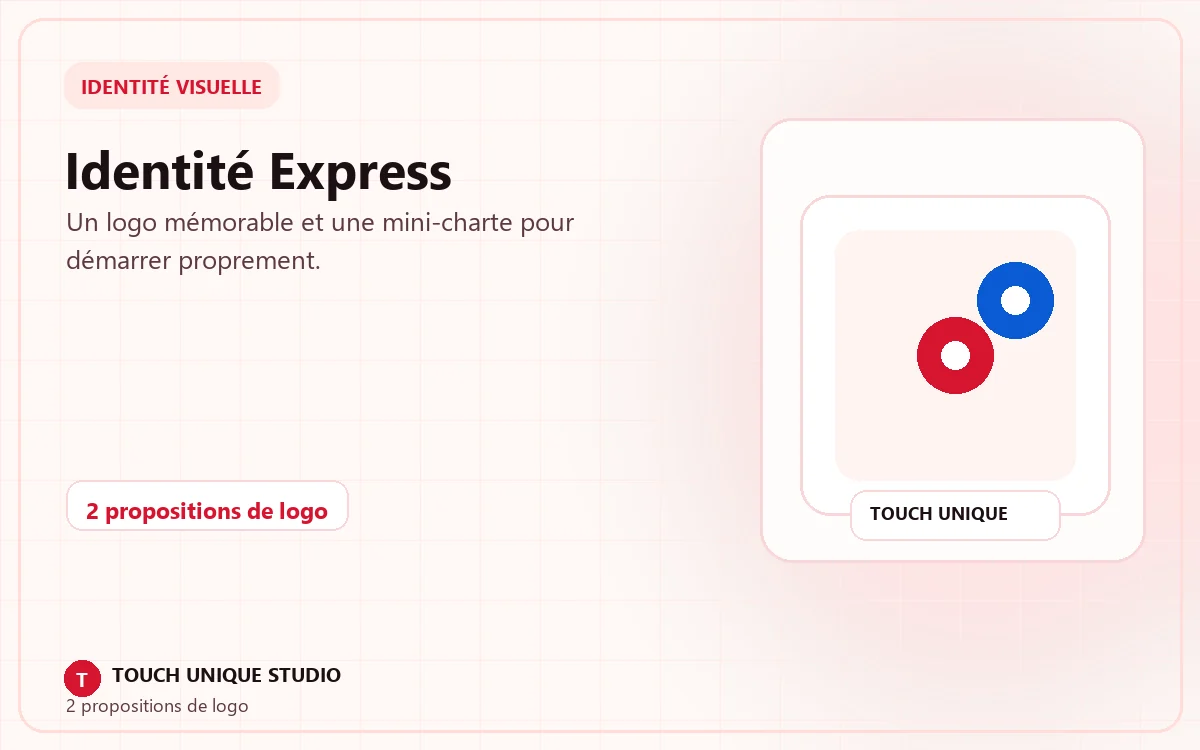 IDENTITÉ VISUELLE
Identité Express
Un logo mémorable et une mini-charte pour
démarrer proprement.
2 propositions de logo
TOUCH UNIQUE
T
TOUCH UNIQUE STUDIO
2 propositions de logo